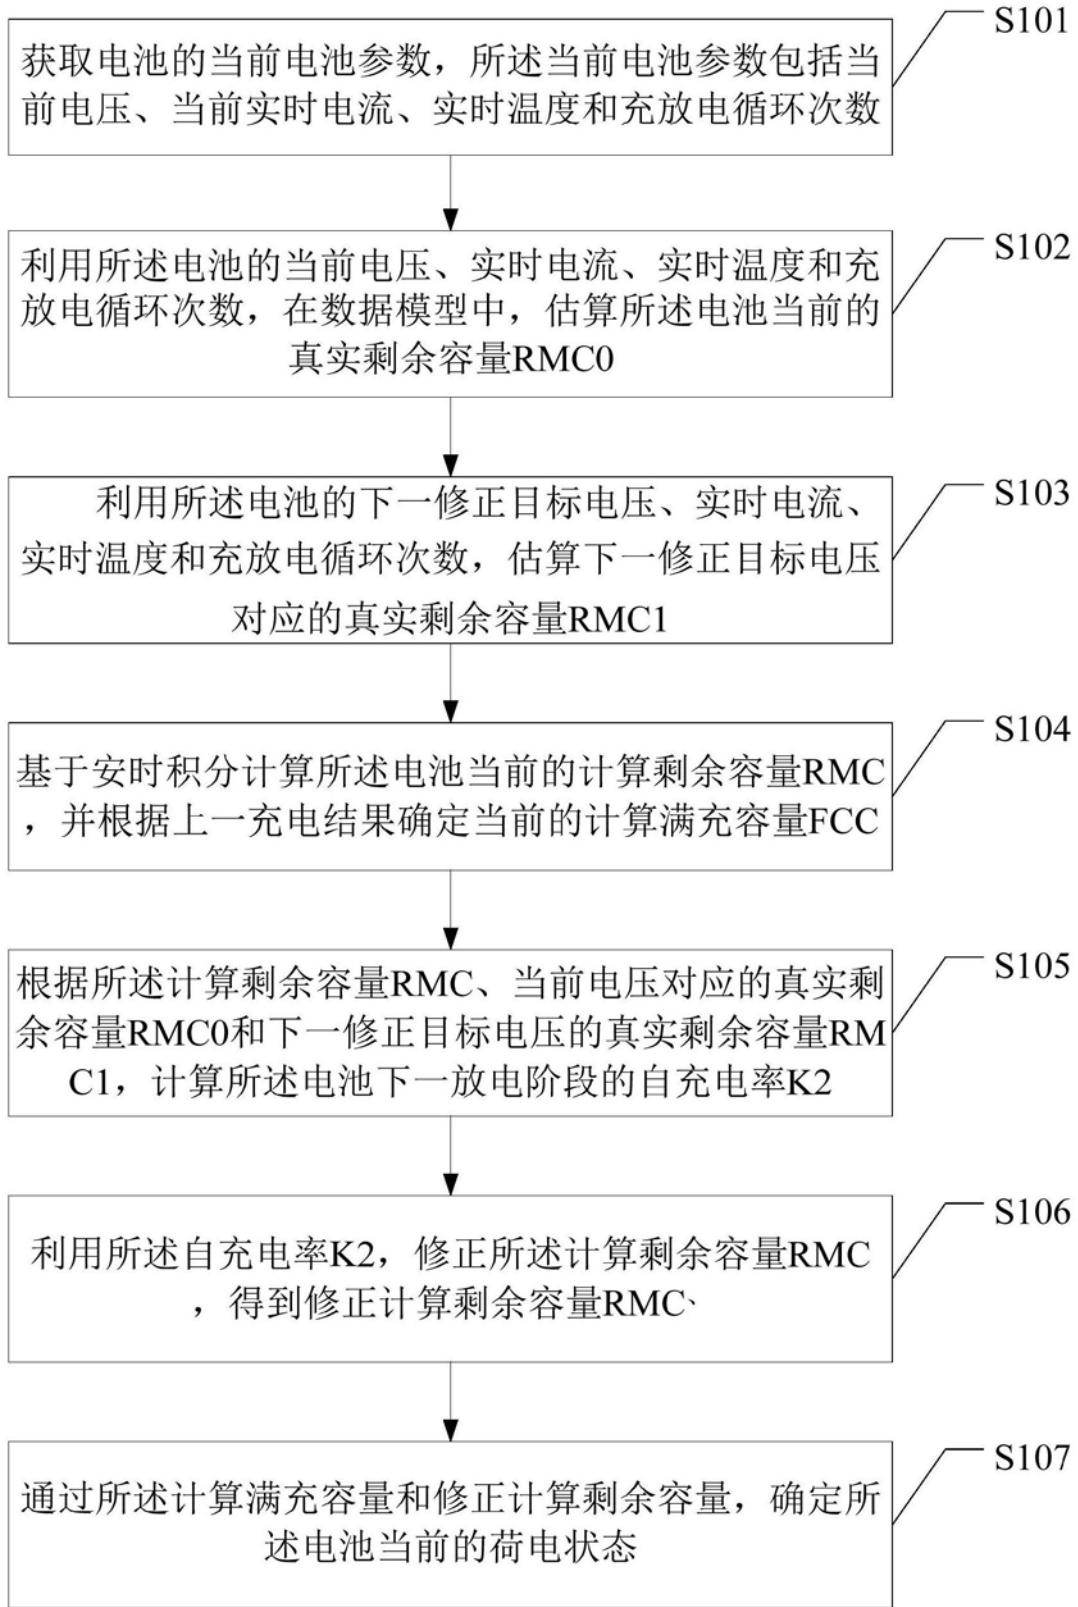 S101
获取电池的当前电池参数，所述当前电池参数包括当
前电压、当前实时电流、实时温度和充放电循环次数
S102
利用所述电池的当前电压、实时电流、实时温度和充
放电循环次数，在数据模型中，估算所述电池当前的
真实剩余容量RMC0
S103
利用所述电池的下一修正目标电压、实时电流、
实时温度和充放电循环次数，估算下一修正目标电压
对应的真实剩余容量RMC1
S104
基于安时积分计算所述电池当前的计算剩余容量RMC
，并根据上一充电结果确定当前的计算满充容量FCC
S105
根据所述计算剩余容量RMC、当前电压对应的真实剩
余容量RMC0和下一修正目标电压的真实剩余容量RM
C1，计算所述电池下一放电阶段的自充电率K2
S106
利用所述自充电率K2，修正所述计算剩余容量RMC
，得到修正计算剩余容量RMC、
S107
通过所述计算满充容量和修正计算剩余容量，确定所
述电池当前的荷电状态